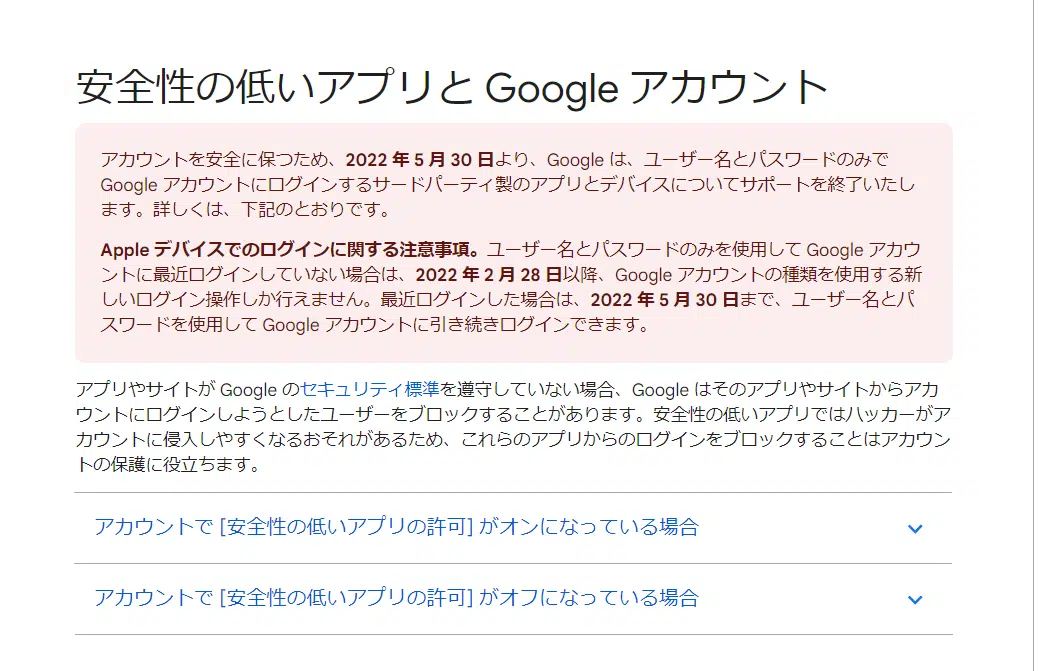 安全性の低いアプリと Google アカウント
アカウントを安全に保つため、2022 年 5 月 30 日より、Google は、ユーザー名とパスワードのみで
Google アカウントにログインするサードパーティ製のアプリとデバイスについてサポートを終了いたし
ます。詳しくは、下記のとおりです。
Apple デバイスでのログインに関する注意事項。ユーザー名とパスワードのみを使用して Google アカウ
ントに最近ログインしていない場合は、2022 年 2 月 28 日以降、Google アカウントの種類を使用する新
しいログイン操作しか行えません。最近ログインした場合は、2022 年 5 月 30 日まで、ユーザー名とパ
スワードを使用して Google アカウントに引き続きログインできます。
アプリやサイトが Google のセキュリティ標準を遵守していない場合、Google はそのアプリやサイトからアカ
ウントにログインしようとしたユーザーをブロックすることがあります。安全性の低いアプリではハッカーがア
カウントに侵入しやすくなるおそれがあるため、これらのアプリからのログインをブロックすることはアカウン
トの保護に役立ちます。
アカウントで [安全性の低いアプリの許可] がオンになっている場合
アカウントで [安全性の低いアプリの許可] がオフになっている場合